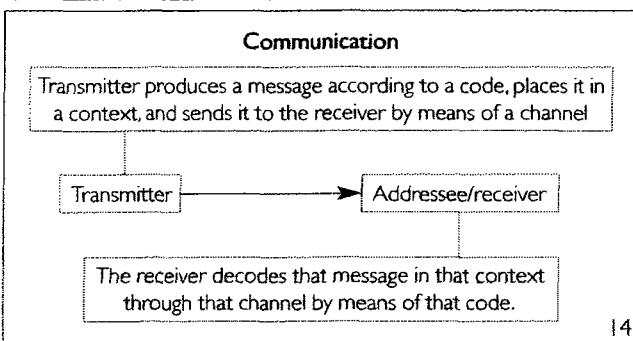 Communication
Transmitter produces a message according to a code, places it in
a context, and sends it to the receiver by means of a channel
Transmitter
Addressee/receiver
The receiver decodes that message in that context
through that channel by means of that code.
14